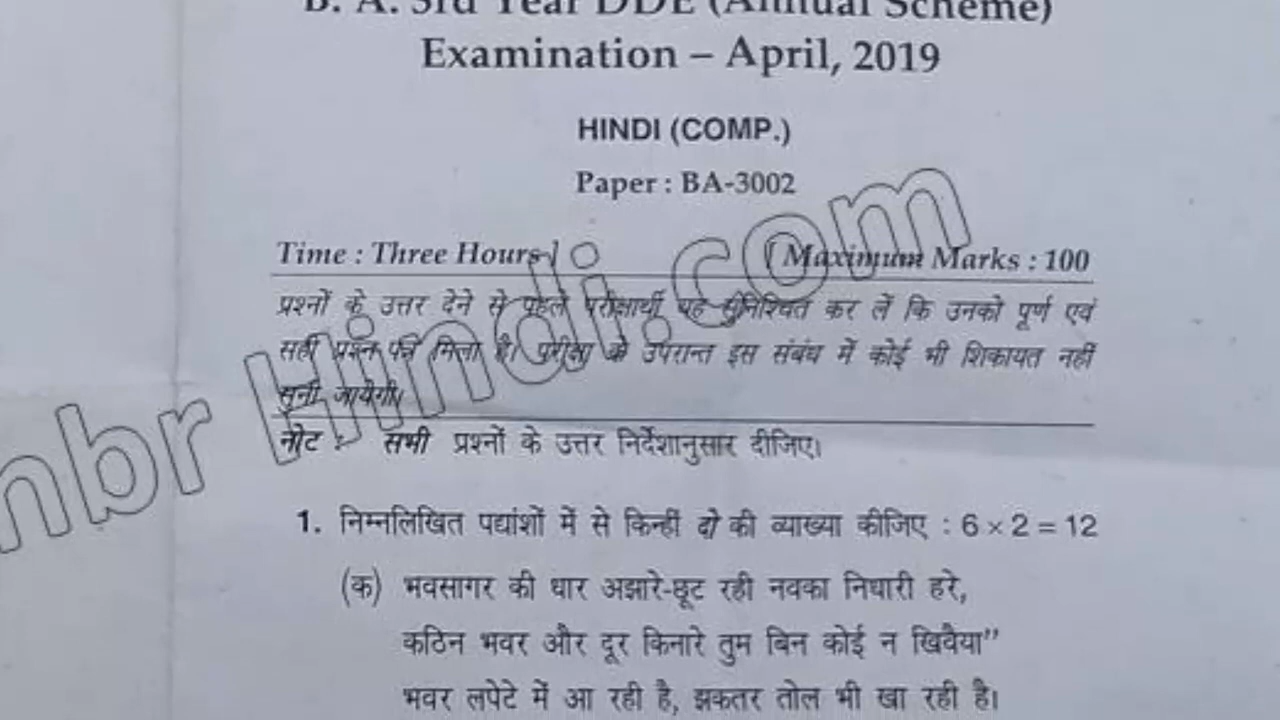 B. A. 3rd Year DDE (Annual Scheme)
Examination – April, 2019
HINDI (COMP.)
Paper : BA-3002
Time : Three Hours ] [ Maximum Marks : 100
प्रश्नों के उत्तर देने से पहले परीक्षार्थी यह सुनिश्चित कर लें कि उनको पूर्ण एवं
सही प्रश्न-पत्र मिला है। परीक्षा के उपरान्त इस संबंध में कोई भी शिकायत नहीं
सुनी जायेगी।
नोट : सभी प्रश्नों के उत्तर निर्देशानुसार दीजिए।
1. निम्नलिखित पद्यांशों में से किन्हीं दो की व्याख्या कीजिए : 6 × 2 = 12
(क) भवसागर की धार अझारे-छूट रही नवका निधारी हरे,
कठिन भवर और दूर किनारे तुम बिन कोई न खिवैया”
भवर लपेटे में आ रही है, झकतर तोल भी खा रही है।
nbr Hindi.com